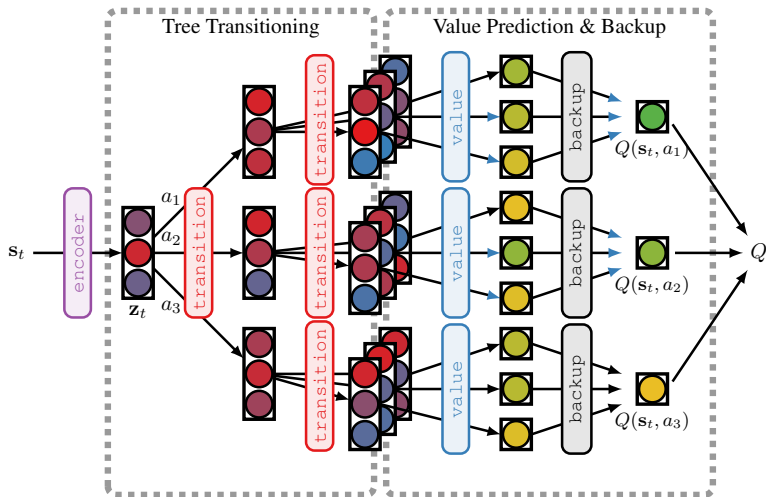 Tree Transitioning
Value Prediction & Backup
s_t
encoder
z_t
a_1
a_2
a_3
transition
transition
transition
transition
value
value
value
backup
backup
backup
Q(s_t, a_1)
Q(s_t, a_2)
Q(s_t, a_3)
Q